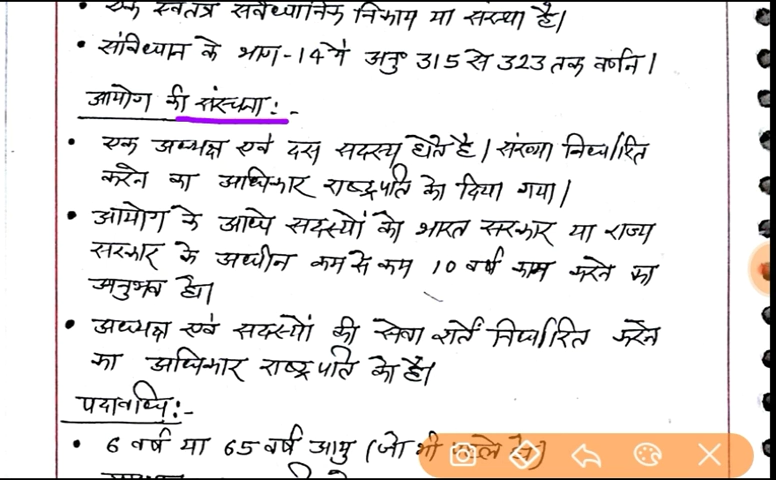 एक स्वतंत्र संवैधानिक निकाय या संस्था है।
संविधान के भाग-14 में अनु॰ 315 से 323 तक वर्णन।
आयोग की संरचना :-
एक अध्यक्ष एवं दस सदस्य होते है। संख्या निर्धारित
करने का अधिकार राष्ट्रपति को दिया गया।
आयोग के आधे सदस्यों को भारत सरकार या राज्य
सरकार के अधीन कम से कम 10 वर्ष काम करने का
अनुभव हो।
अध्यक्ष एवं सदस्यों की सेवा शर्तें निर्धारित करने
का अधिकार राष्ट्रपति को है।
पदावधि :-
6 वर्ष या 65 वर्ष आयु (जो भी पहले हो)